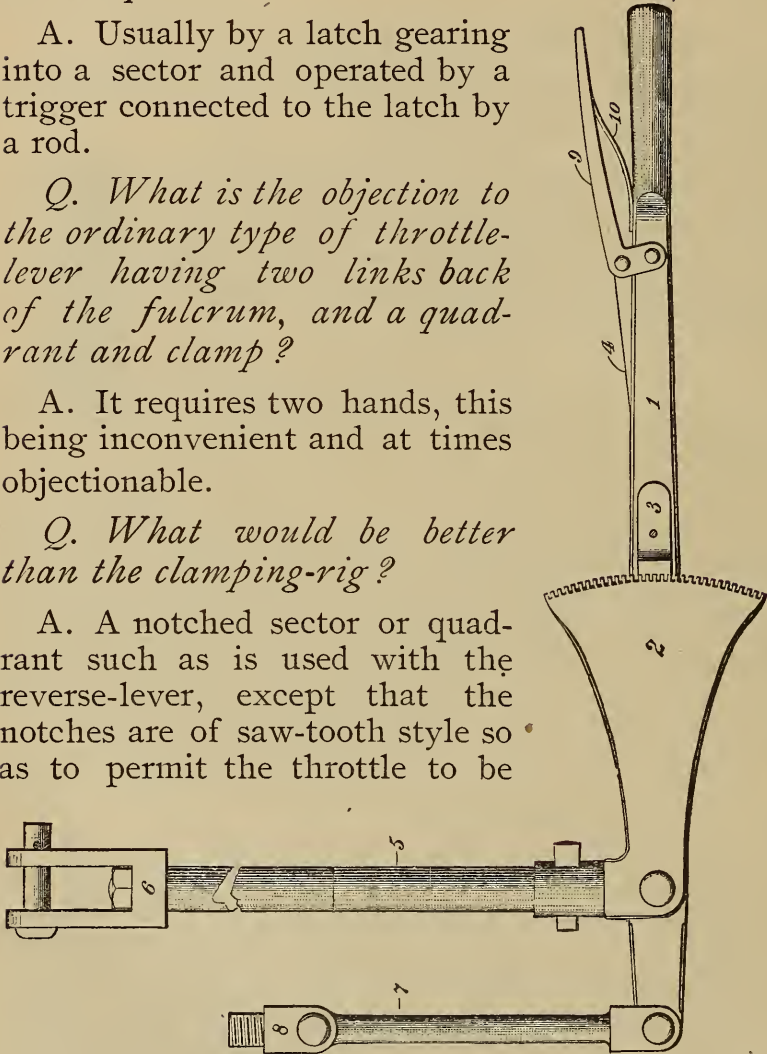 A. Usually by a latch gearing
into a sector and operated by a
trigger connected to the latch by
a rod.
Q. What is the objection to
the ordinary type of throttle-
lever having two links back
of the fulcrum, and a quad-
rant and clamp ?
A. It requires two hands, this
being inconvenient and at times
objectionable.
Q. What would be better
than the clamping-rig ?
A. A notched sector or quad-
rant such as is used with the
reverse-lever, except that the
notches are of saw-tooth style so
as to permit the throttle to be
10
9
4
1
3
2
5
6
7
8